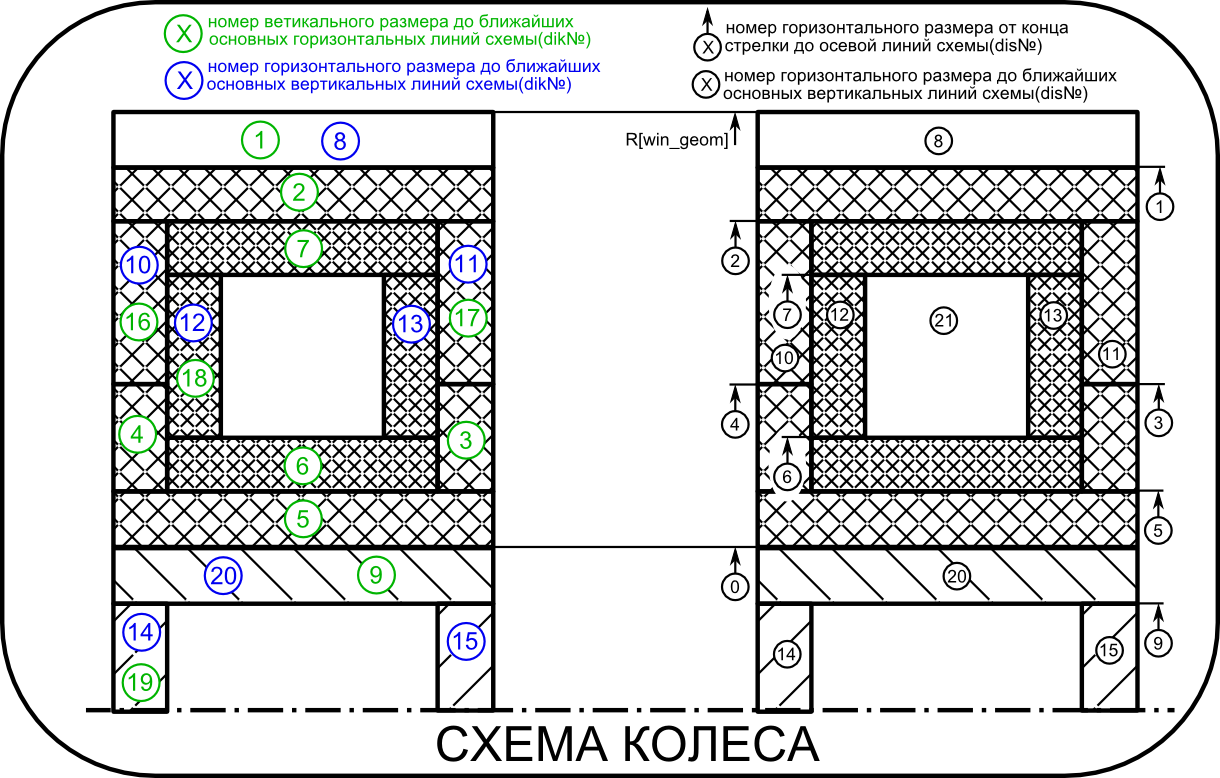 X номер ветикального размера до ближайших
основных горизонтальных линий схемы(dik№)
X номер горизонтального размера до ближайших
основных вертикальных линий схемы(dik№)
X номер горизонтального размера от конца
стрелки до осевой линий схемы(dis№)
X номер горизонтального размера до ближайших
основных вертикальных линий схемы(dis№)
1 8
2
7
10 11
16 12 13 17
18
4 3
6
5
20 9
14 15
19
R[win_geom]
8
1
2
7 12 21 13
10 11
4 3
6
5
0 20
14 15 9
СХЕМА КОЛЕСА